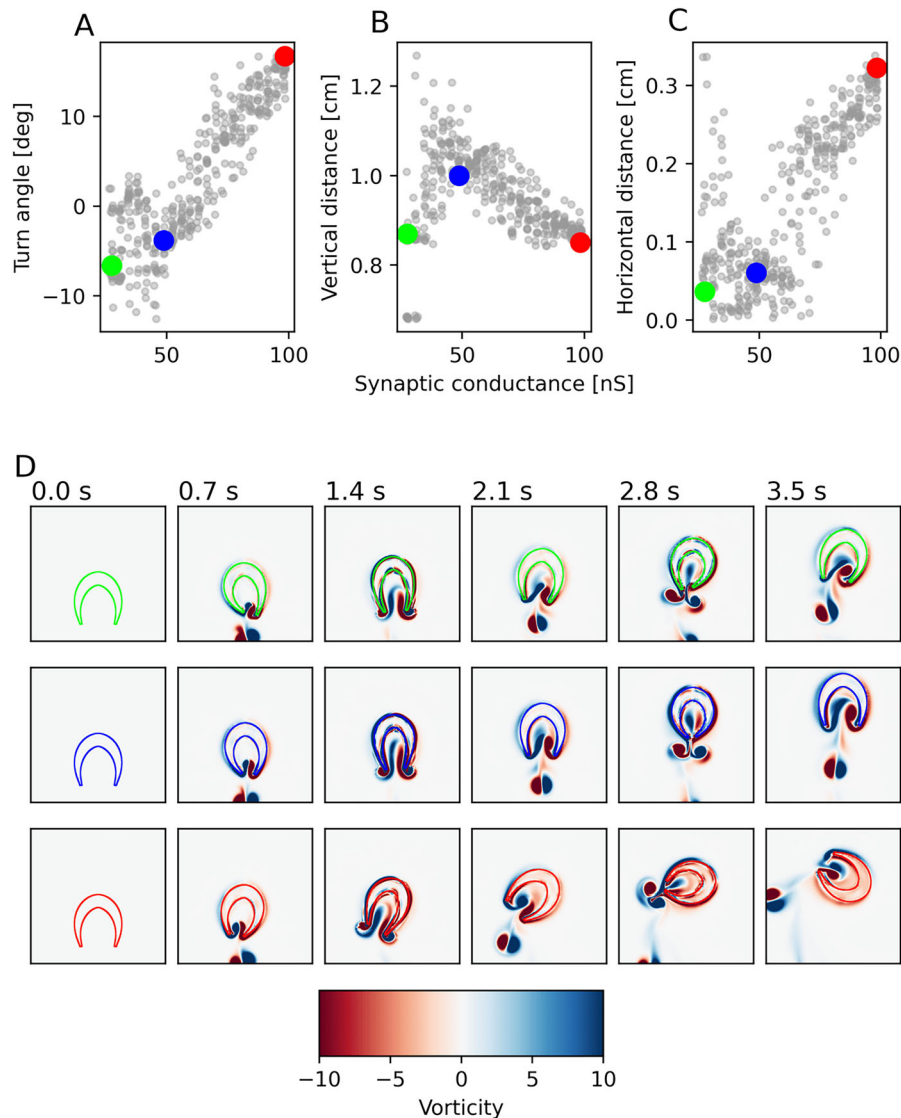 A
B
C
Turn angle [deg]
10
0
−10
50
100
Vertical distance [cm]
1.2
1.0
0.8
50
100
Horizontal distance [cm]
0.3
0.2
0.1
0.0
50
100
Synaptic conductance [nS]
D
0.0 s
0.7 s
1.4 s
2.1 s
2.8 s
3.5 s
−10
−5
0
5
10
Vorticity